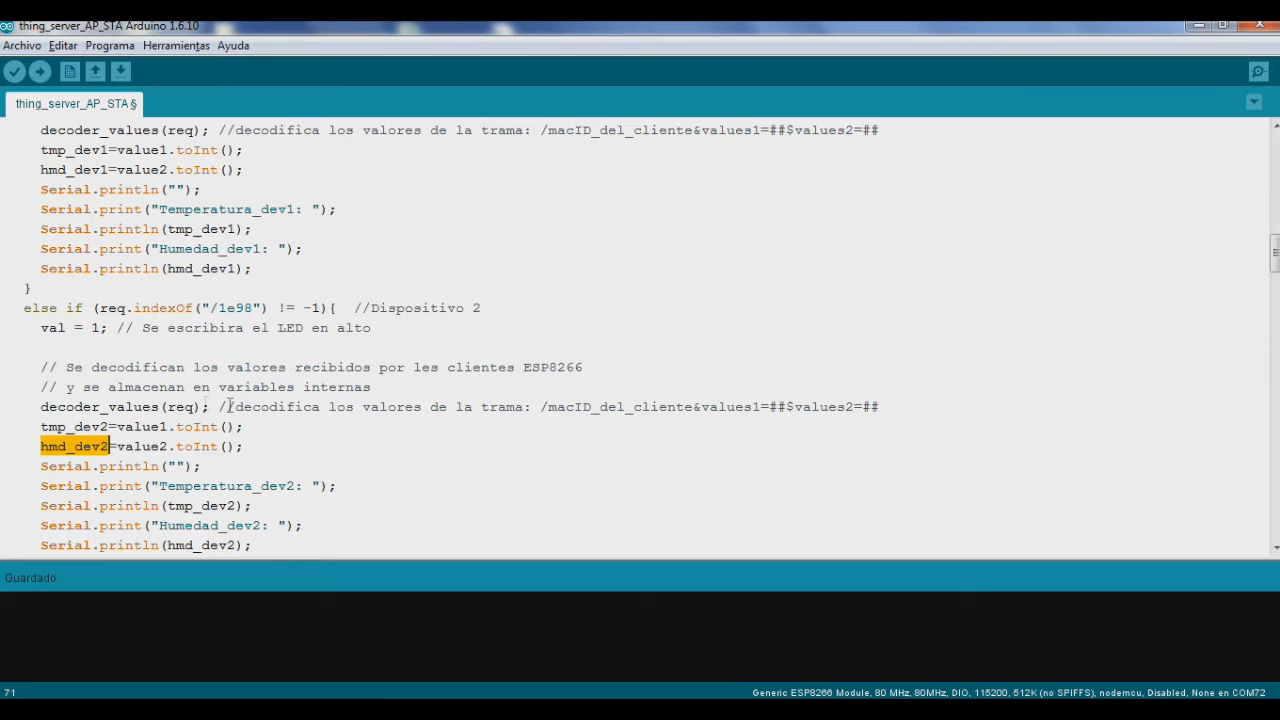 thing_server_AP_STA Arduino 1.6.10
Archivo Editar Programa Herramientas Ayuda
thing_server_AP_STA §
decoder_values(req); //decodifica los valores de la trama: /macID_del_cliente&values1=##$values2=##
tmp_dev1=value1.toInt();
hmd_dev1=value2.toInt();
Serial.println("");
Serial.print("Temperatura_dev1: ");
Serial.println(tmp_dev1);
Serial.print("Humedad_dev1: ");
Serial.println(hmd_dev1);
}
else if (req.indexOf("/1e98") != -1){ //Dispositivo 2
val = 1; // Se escribira el LED en alto
// Se decodifican los valores recibidos por les clientes ESP8266
// y se almacenan en variables internas
decoder_values(req); //decodifica los valores de la trama: /macID_del_cliente&values1=##$values2=##
tmp_dev2=value1.toInt();
hmd_dev2=value2.toInt();
Serial.println("");
Serial.print("Temperatura_dev2: ");
Serial.println(tmp_dev2);
Serial.print("Humedad_dev2: ");
Serial.println(hmd_dev2);
Guardado.
71 Generic ESP8266 Module, 80 MHz, 80MHz, DIO, 115200, 512K (no SPIFFS), nodemcu, Disabled, None en COM72